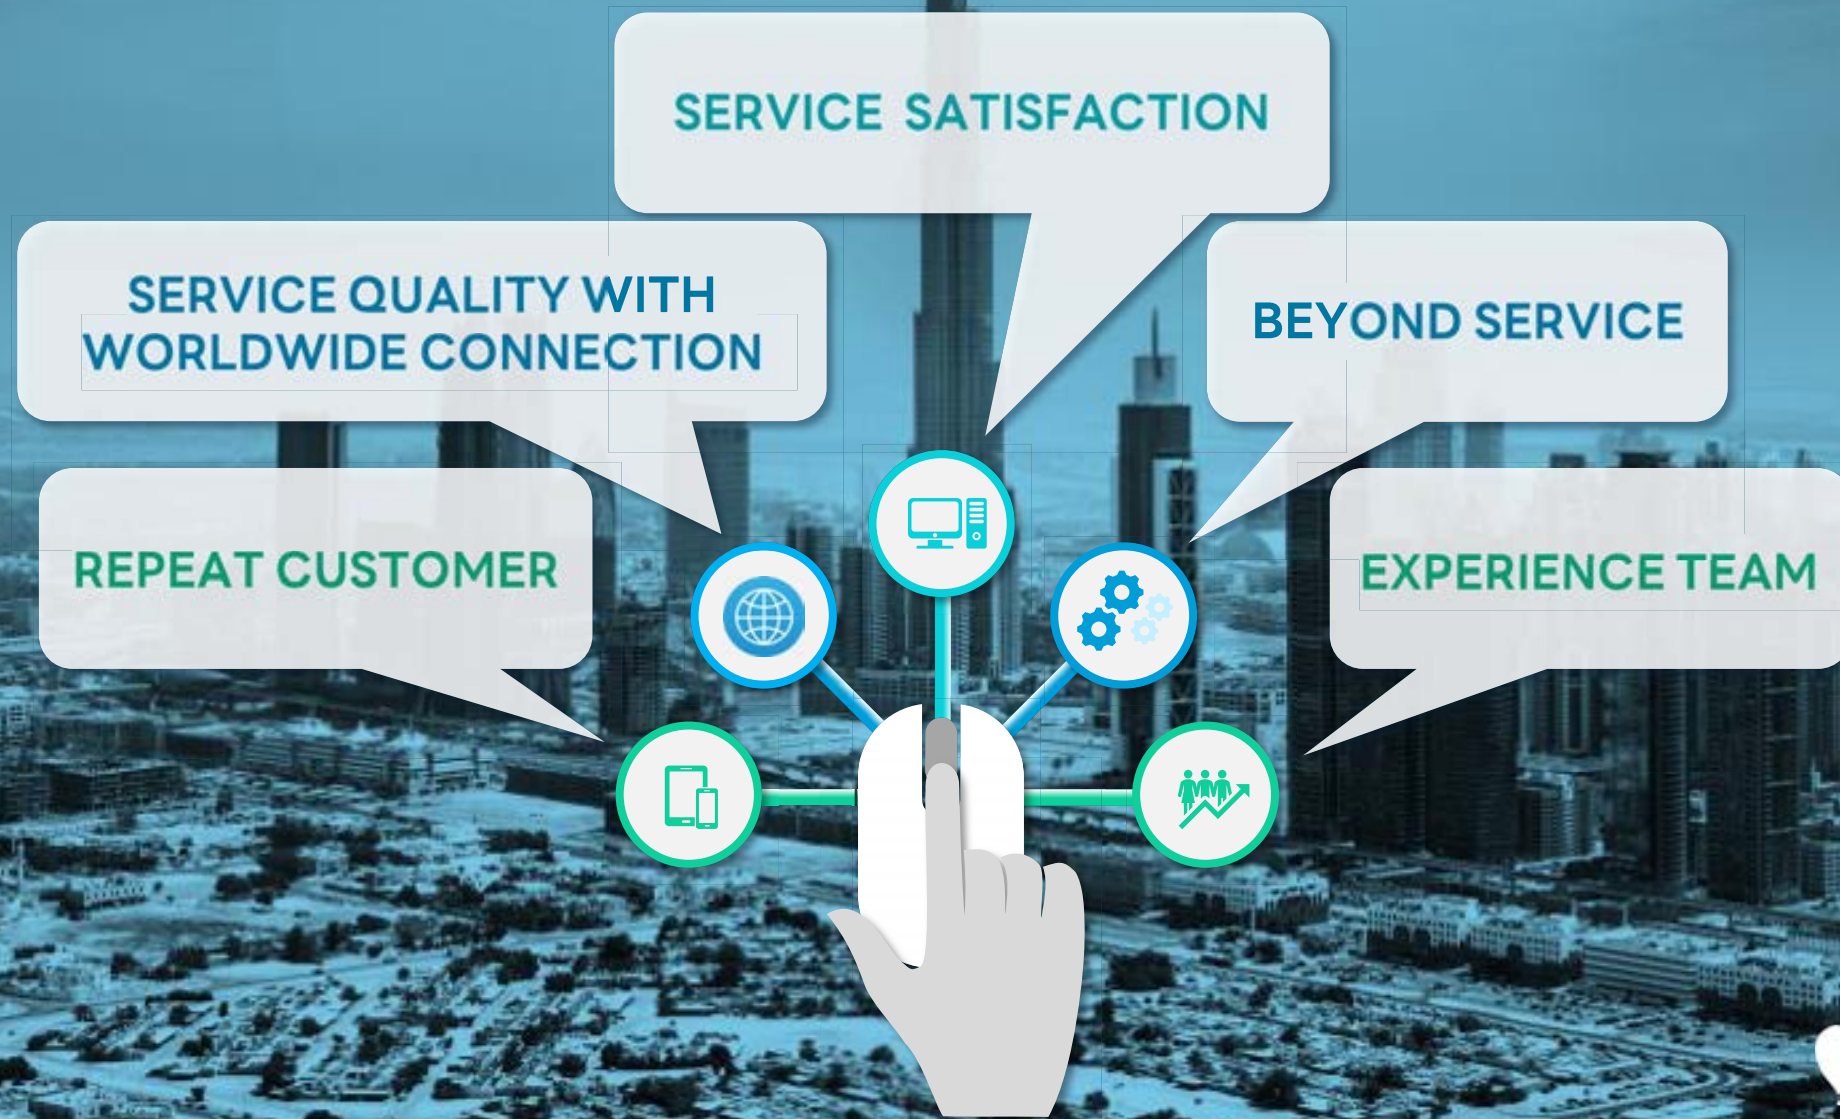 SERVICE SATISFACTION
SERVICE QUALITY WITH
WORLDWIDE CONNECTION
BEYOND SERVICE
REPEAT CUSTOMER
EXPERIENCE TEAM